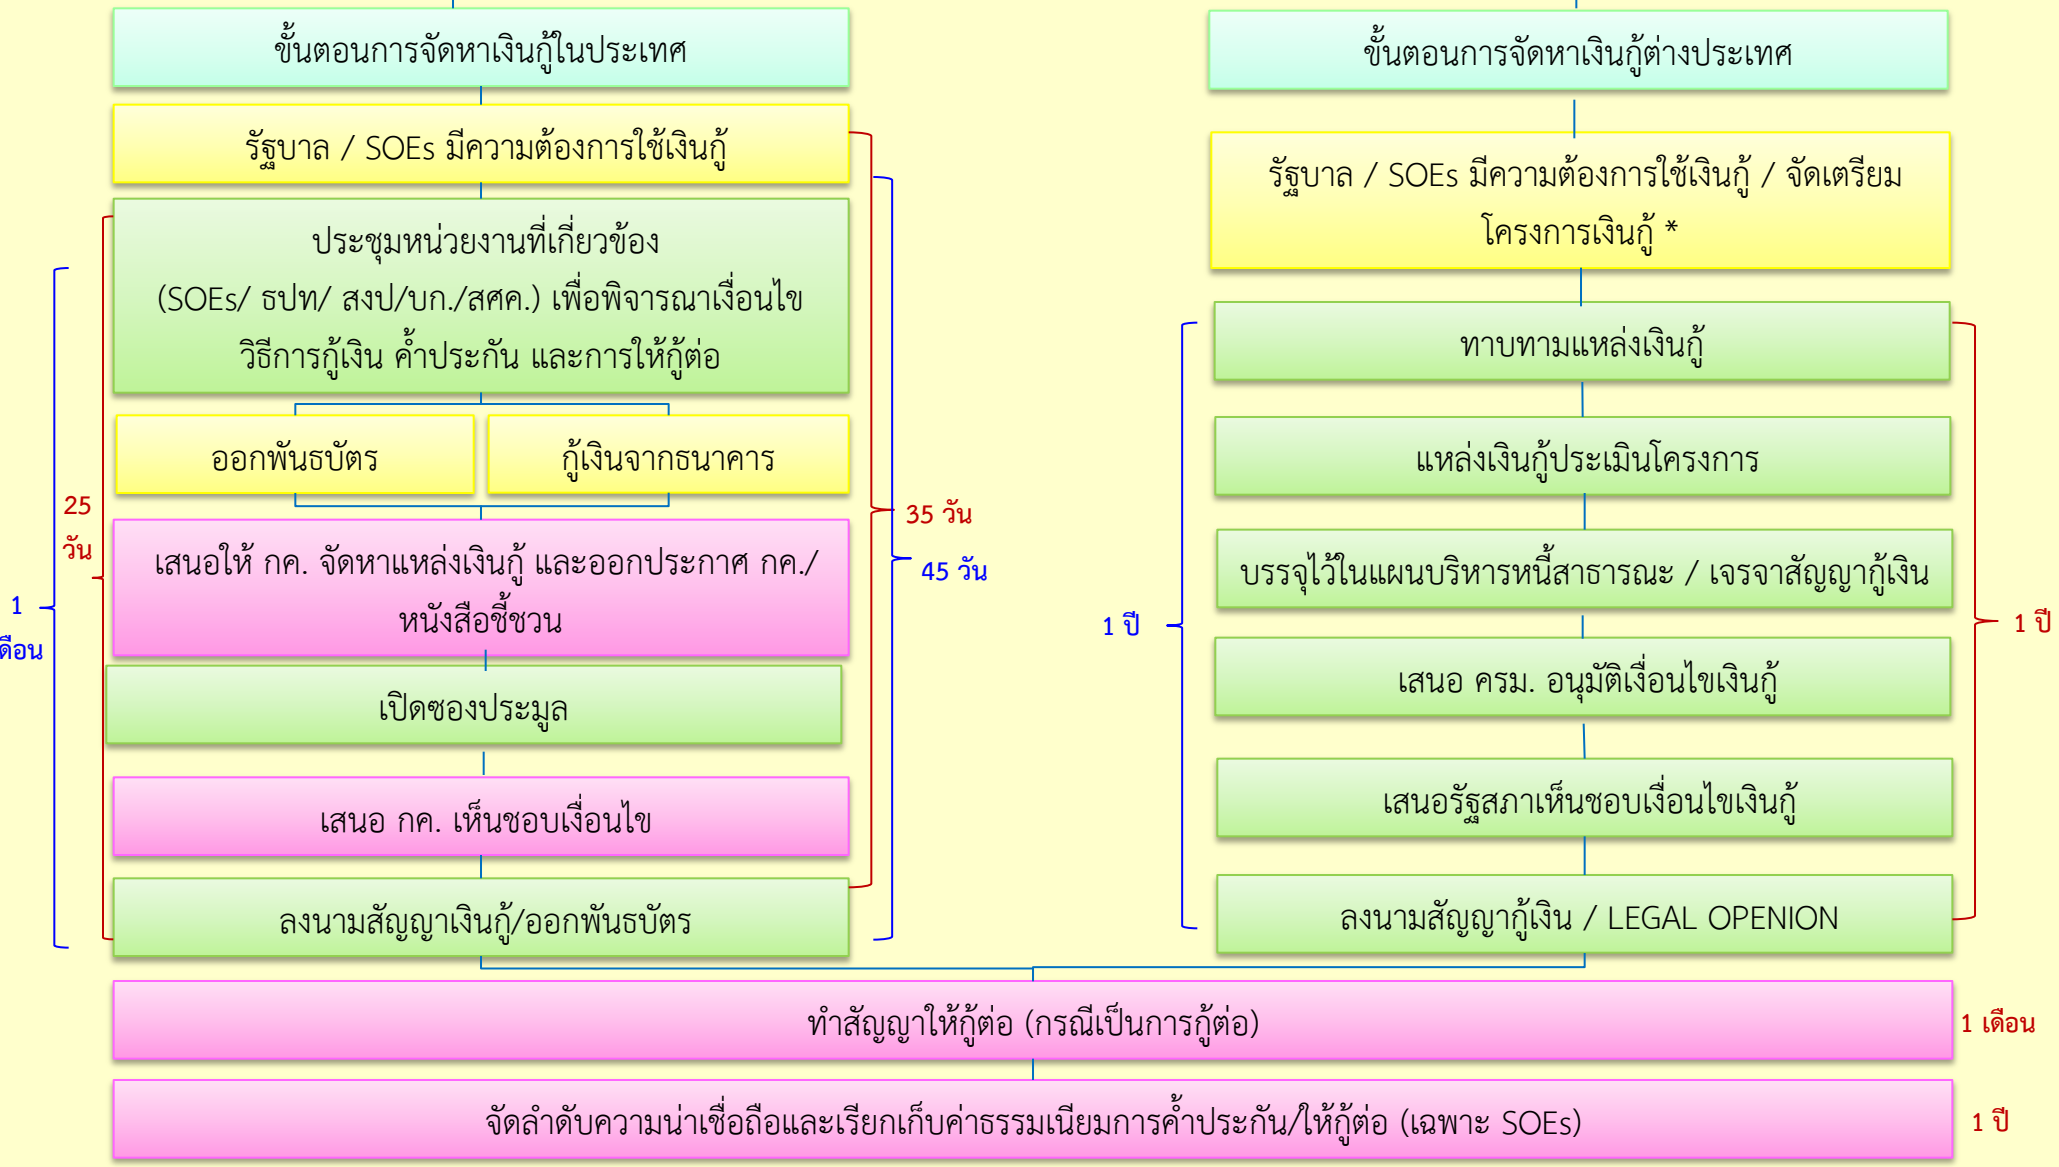 ขั้นตอนการจัดหาเงินกู้ในประเทศ
รัฐบาล / SOEs มีความต้องการใช้เงินกู้
ประชุมหน่วยงานที่เกี่ยวข้อง
(SOEs/ ธปท/ สงป/บก./สศค.) เพื่อพิจารณาเงื่อนไข
วิธีการกู้เงิน ค้ำประกัน และการให้กู้ต่อ
ออกพันธบัตร
กู้เงินจากธนาคาร
เสนอให้ กค. จัดหาแหล่งเงินกู้ และออกประกาศ กค./
หนังสือชี้ชวน
เปิดซองประมูล
เสนอ กค. เห็นชอบเงื่อนไข
ลงนามสัญญาเงินกู้/ออกพันธบัตร
25
วัน
1
ดือน
35 วัน
45 วัน
ขั้นตอนการจัดหาเงินกู้ต่างประเทศ
รัฐบาล / SOEs มีความต้องการใช้เงินกู้ / จัดเตรียม
โครงการเงินกู้ *
ทาบทามแหล่งเงินกู้
แหล่งเงินกู้ประเมินโครงการ
บรรจุไว้ในแผนบริหารหนี้สาธารณะ / เจรจาสัญญากู้เงิน
เสนอ ครม. อนุมัติเงื่อนไขเงินกู้
เสนอรัฐสภาเห็นชอบเงื่อนไขเงินกู้
ลงนามสัญญากู้เงิน / LEGAL OPENION
1 ปี
1 ปี
ทำสัญญาให้กู้ต่อ (กรณีเป็นการกู้ต่อ)
1 เดือน
จัดลำดับความน่าเชื่อถือและเรียกเก็บค่าธรรมเนียมการค้ำประกัน/ให้กู้ต่อ (เฉพาะ SOEs)
1 ปี